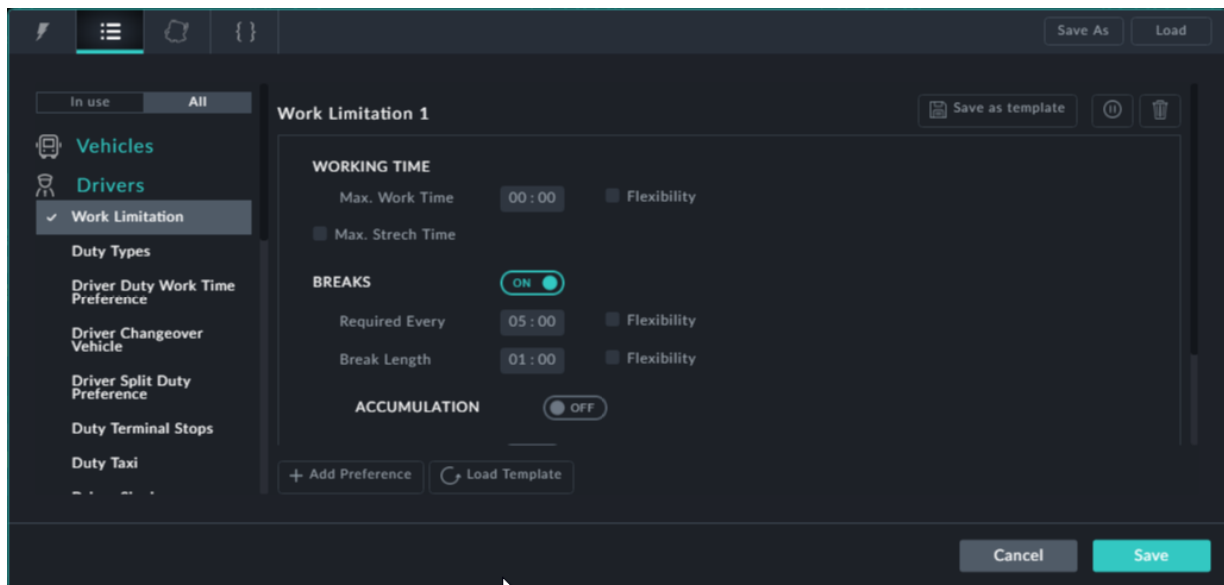 { }
Save As
Load
In use
All
Vehicles
Drivers
Work Limitation
Duty Types
Driver Duty Work Time
Preference
Driver Changeover
Vehicle
Driver Split Duty
Preference
Duty Terminal Stops
Duty Taxi
Work Limitation 1
Save as template
WORKING TIME
Max. Work Time
00 : 00
Flexibility
Max. Strech Time
BREAKS
ON
Required Every
05 : 00
Flexibility
Break Length
01 : 00
Flexibility
ACCUMULATION
OFF
+ Add Preference
Load Template
Cancel
Save